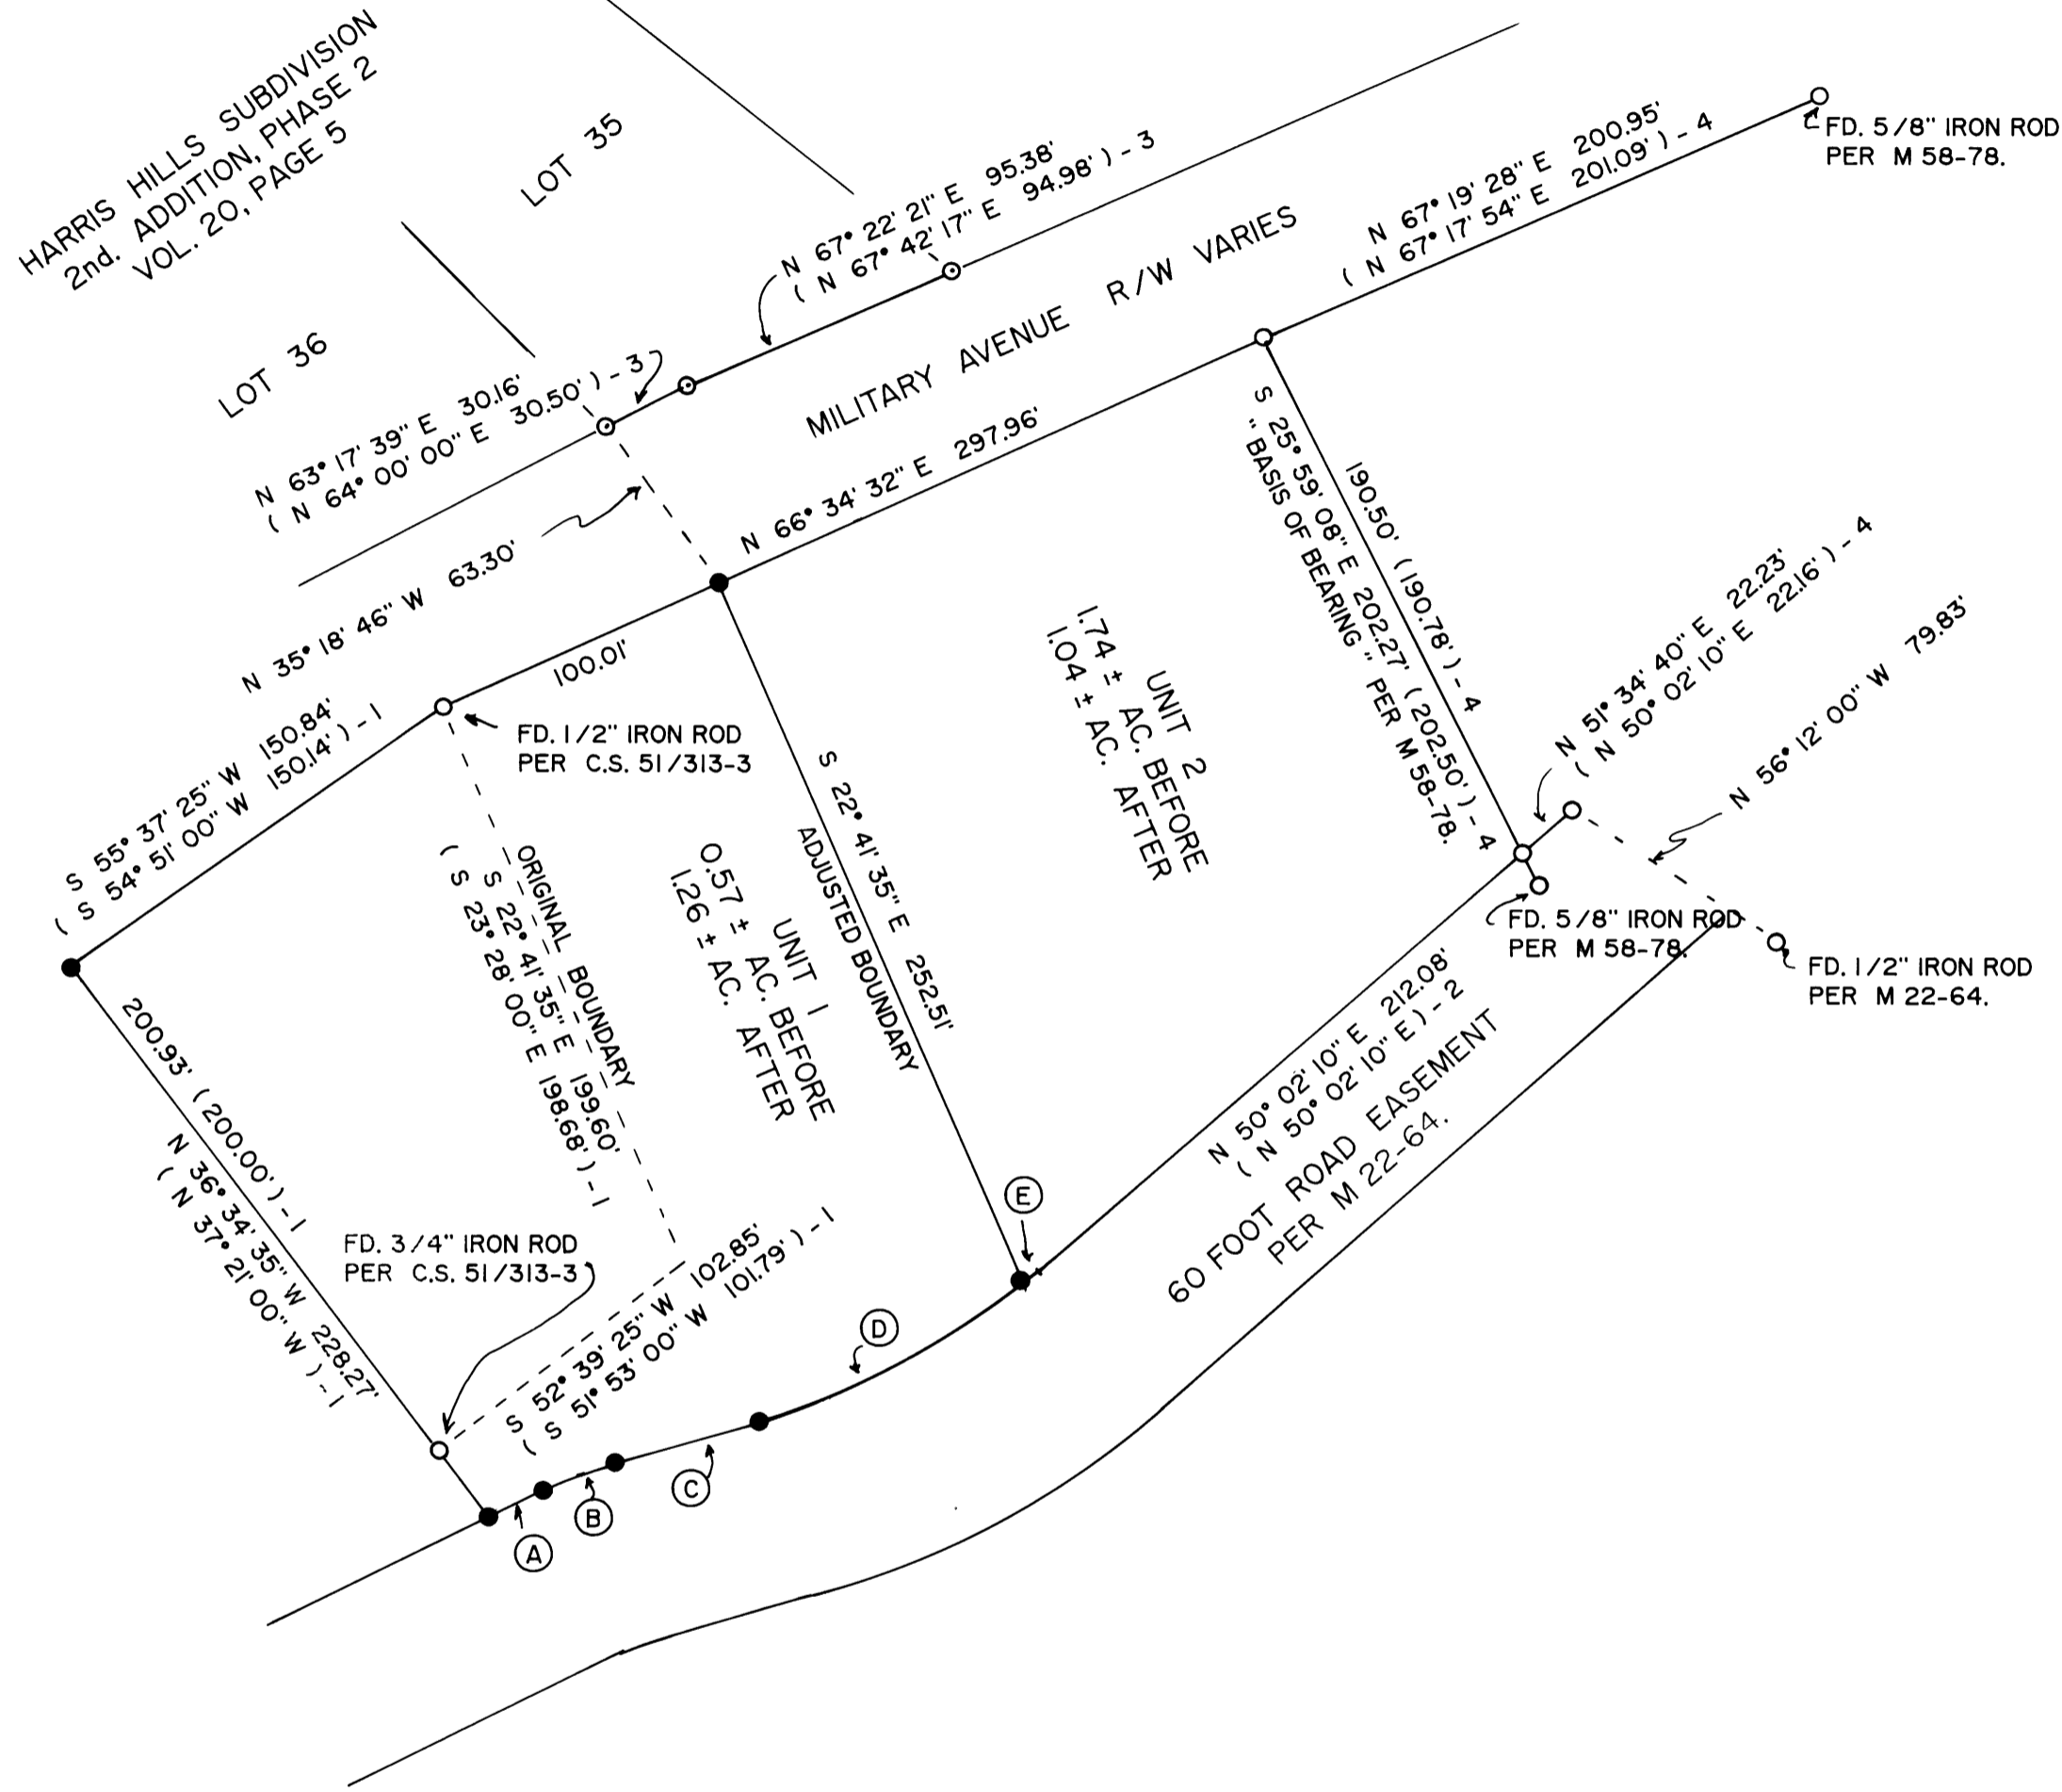 HARRIS HILLS SUBDIVISION
2nd. ADDITION, PHASE 2
VOL. 20, PAGE 5
LOT 35
LOT 36
N 67° 22' 21" E 95.38'
( N 67° 42' 17" E 94.98' ) - 3
N 67° 19' 28" E 200.95'
( N 67° 17' 54" E 201.09' ) - 4
FD. 5/8" IRON ROD
PER M 58-78.
MILITARY AVENUE R/W VARIES
N 63° 17' 39" E 30.16'
( N 64° 00' 00" E 30.50' ) - 3
N 66° 34' 32" E 297.96'
N 35° 18' 46" W 63.30'
100.01'
FD. 1/2" IRON ROD
PER C.S. 51/313-3
S 55° 37' 25" W 150.84'
( S 54° 51' 00" W 150.14' ) - 1
190.50' ( 190.78' ) - 4
S 25° 59' 08" E 202.27' ( 202.50' ) - 4
" BASIS OF BEARING " PER M 58-78.
N 51° 34' 40" E 22.23'
( N 50° 02' 10" E 22.16' ) - 4
N 56° 12' 00" W 79.83'
UNIT 2
1.74 ± AC. BEFORE
1.04 ± AC. AFTER
S 22° 41' 35" E 252.51'
ADJUSTED BOUNDARY
UNIT 1
0.57 ± AC. BEFORE
1.26 ± AC. AFTER
ORIGINAL BOUNDARY
S 22° 41' 35" E 199.60'
( S 23° 28' 00" E 198.68' ) - 1
FD. 5/8" IRON ROD
PER M 58-78.
FD. 1/2" IRON ROD
PER M 22-64.
200.93' ( 200.00' ) - 1
N 36° 34' 35" W 228.27'
( N 37° 21' 00" W ) - 1
FD. 3/4" IRON ROD
PER C.S. 51/313-3
S 52° 39' 25" W 102.85'
( S 51° 53' 00" W 101.79' ) - 1
N 50° 02' 10" E 212.08'
( N 50° 02' 10" E ) - 2
60 FOOT ROAD EASEMENT
PER M 22-64.
E
D
C
B
A